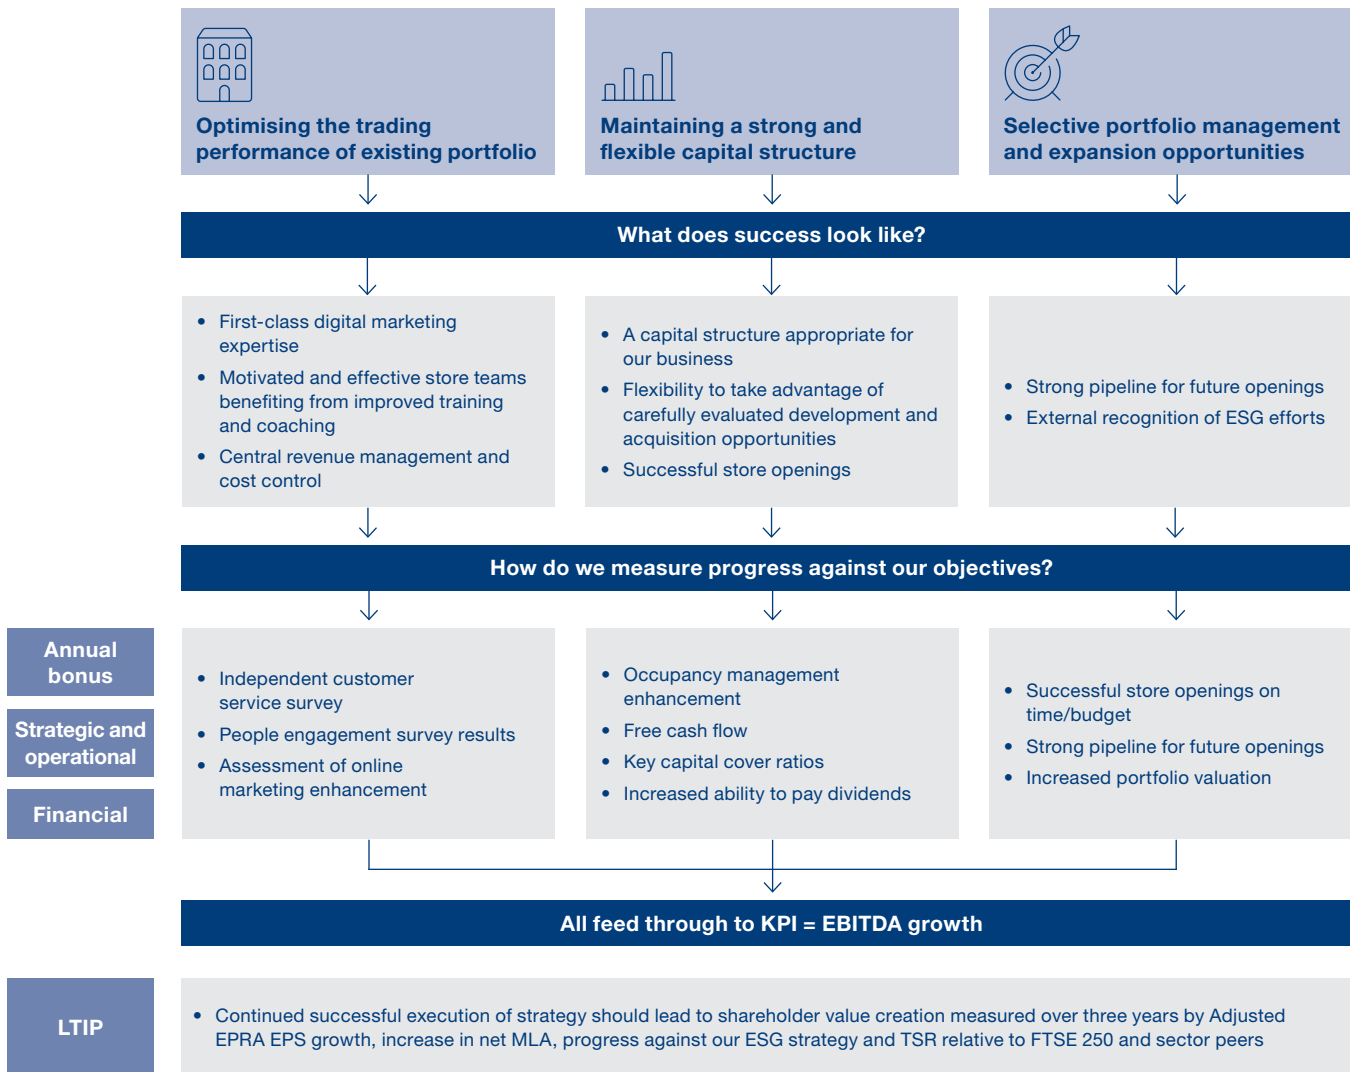 Optimising the trading
performance of existing portfolio
Maintaining a strong and
flexible capital structure
Selective portfolio management
and expansion opportunities
What does success look like?
• First-class digital marketing
expertise
• Motivated and effective store teams
benefiting from improved training
and coaching
• Central revenue management and
cost control
• A capital structure appropriate for
our business
• Flexibility to take advantage of
carefully evaluated development and
acquisition opportunities
• Successful store openings
• Strong pipeline for future openings
• External recognition of ESG efforts
How do we measure progress against our objectives?
Annual
bonus
Strategic and
operational
Financial
• Independent customer
service survey
• People engagement survey results
• Assessment of online
marketing enhancement
• Occupancy management
enhancement
• Free cash flow
• Key capital cover ratios
• Increased ability to pay dividends
• Successful store openings on
time/budget
• Strong pipeline for future openings
• Increased portfolio valuation
All feed through to KPI = EBITDA growth
LTIP
• Continued successful execution of strategy should lead to shareholder value creation measured over three years by Adjusted
EPRA EPS growth, increase in net MLA, progress against our ESG strategy and TSR relative to FTSE 250 and sector peers